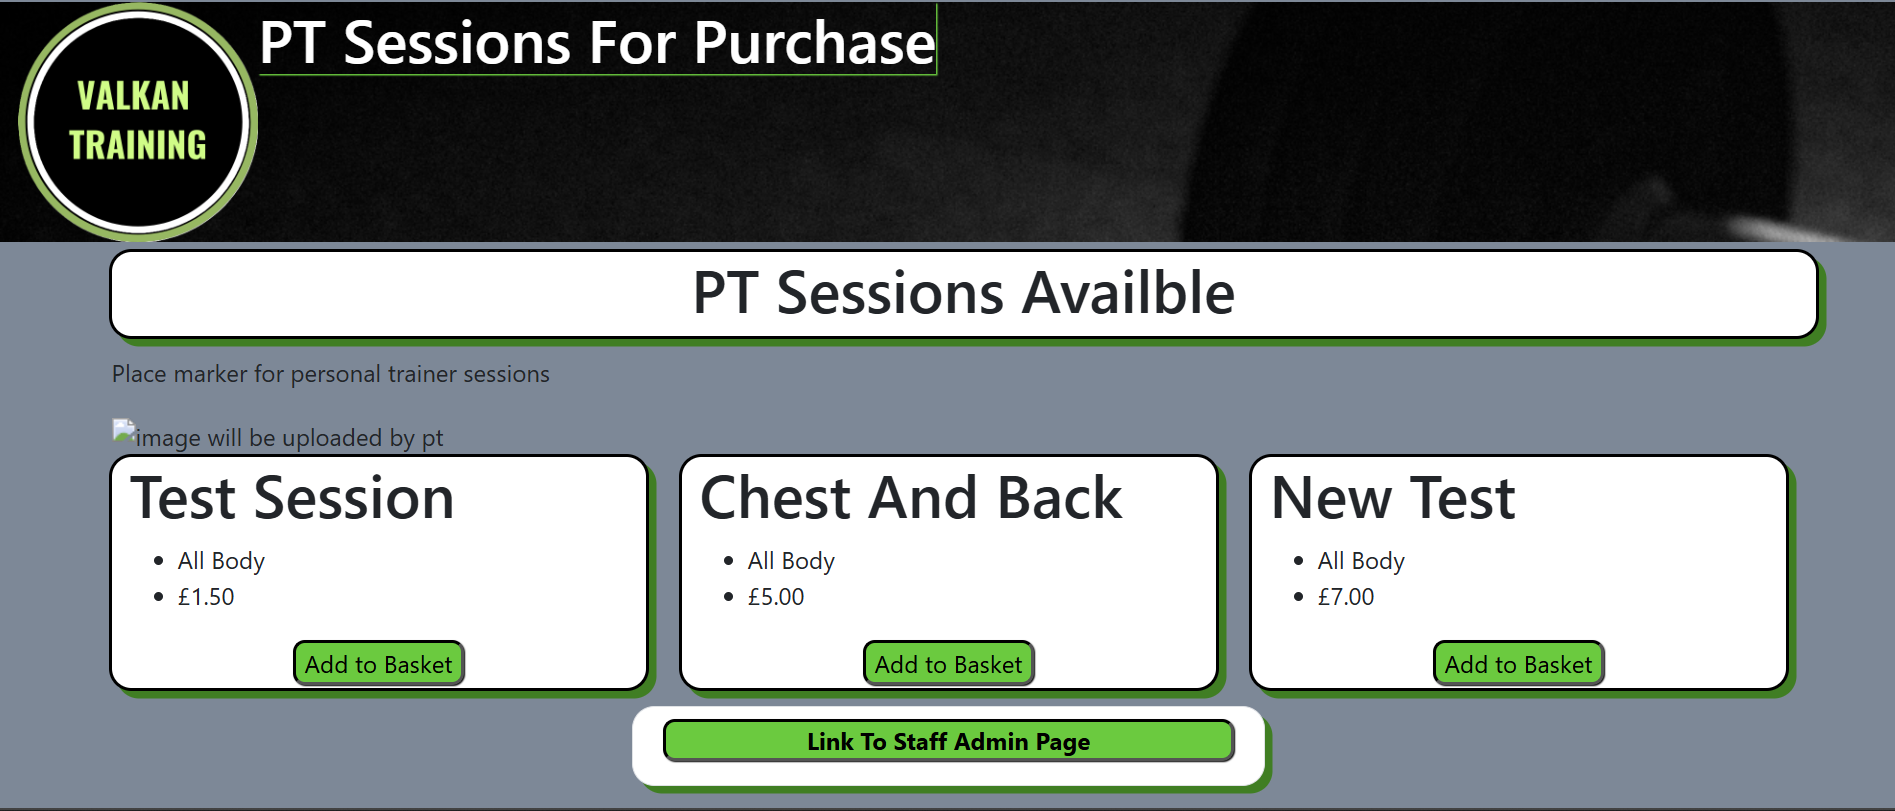 VALKAN
TRAINING
PT Sessions For Purchase
PT Sessions Availble
Place marker for personal trainer sessions
image will be uploaded by pt
Test Session
All Body
£1.50
Add to Basket
Chest And Back
All Body
£5.00
Add to Basket
New Test
All Body
£7.00
Add to Basket
Link To Staff Admin Page